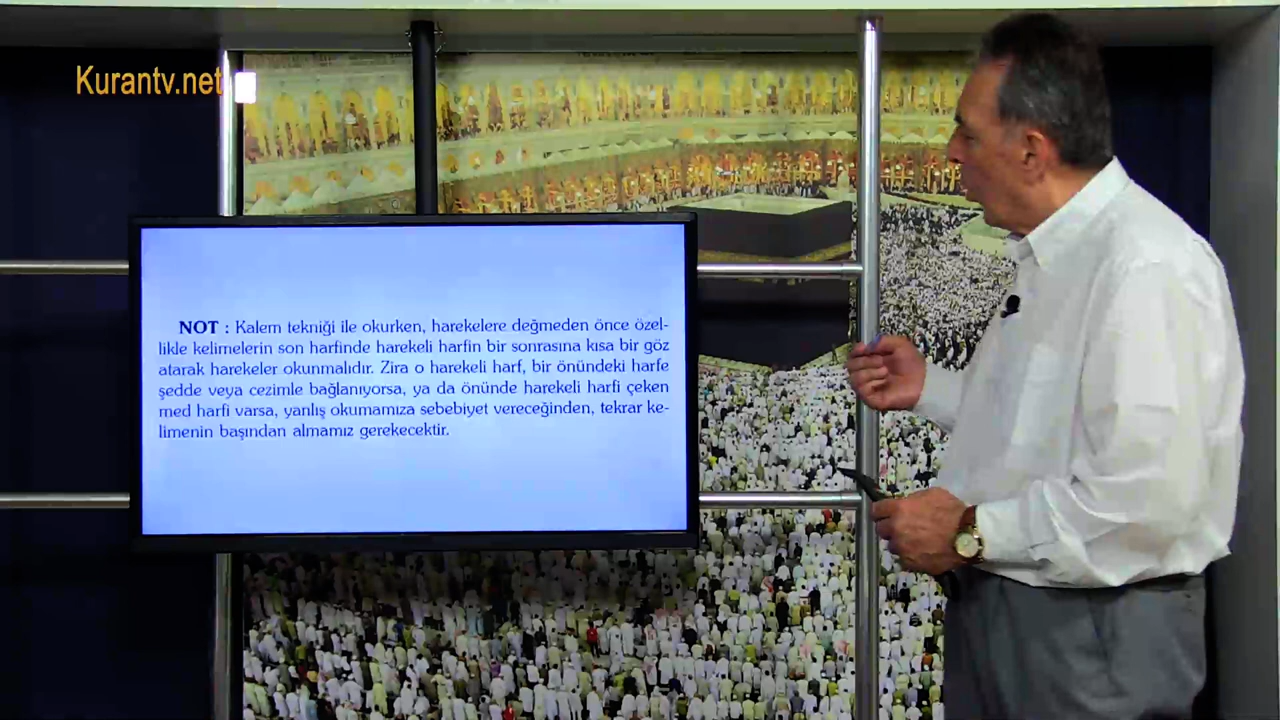 Kurantv.net
NOT : Kalem tekniği ile okurken, harekelere değmeden önce özel-
likle kelimelerin son harfinde harekeli harfin bir sonrasına kısa bir göz
atarak harekeler okunmalıdır. Zira o harekeli harf, bir önündeki harfe
şedde veya cezimle bağlanıyorsa, ya da önünde harekeli harfi çeken
med harfi varsa, yanlış okumamıza sebebiyet vereceğinden, tekrar ke-
limenin başından almamız gerekecektir.